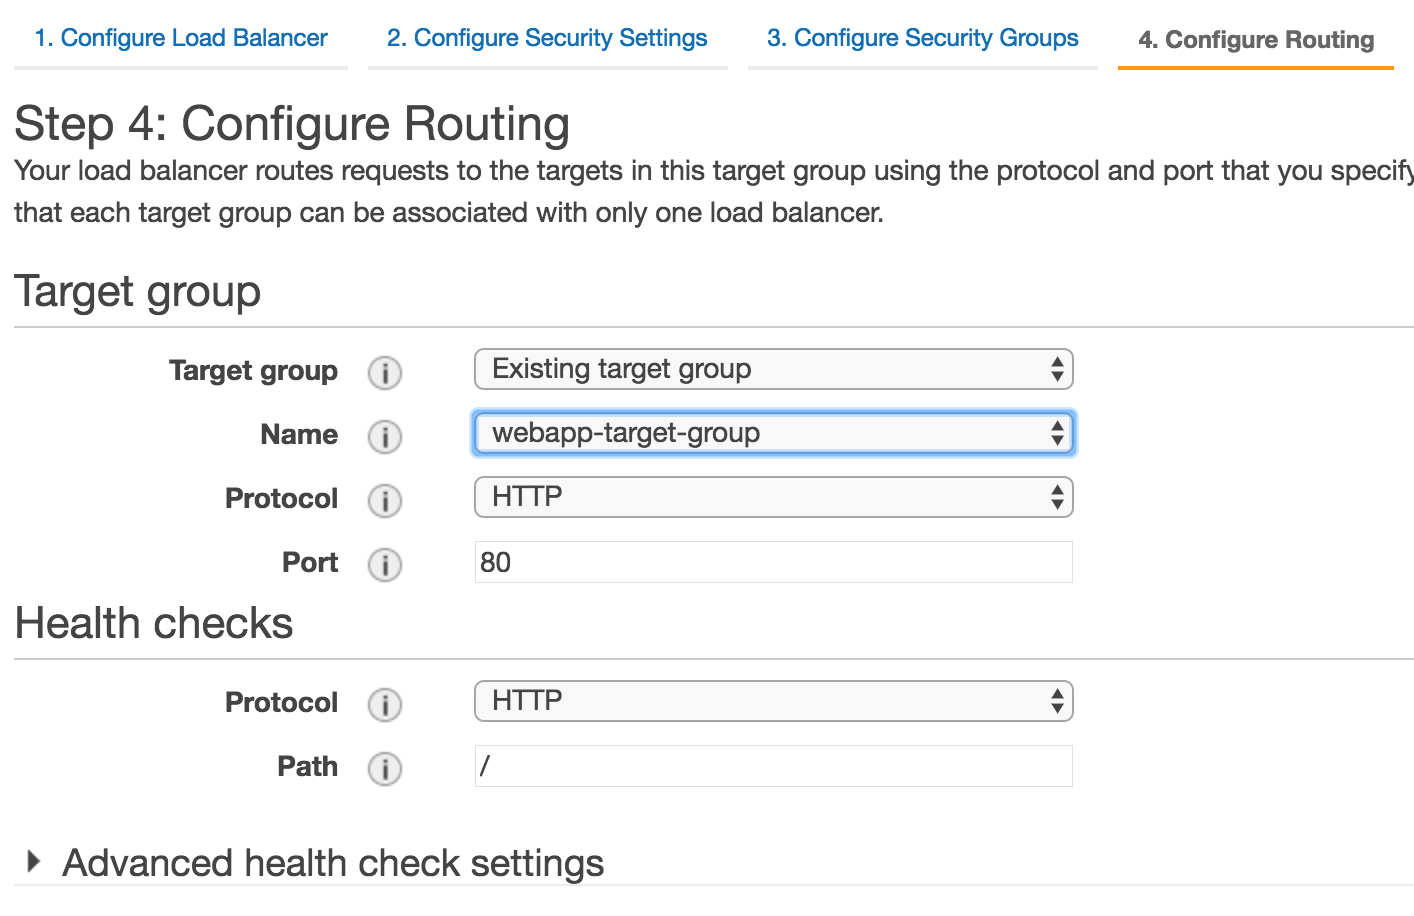 1. Configure Load Balancer 2. Configure Security Settings 3. Configure Security Groups 4. Configure Routing
Step 4: Configure Routing
Your load balancer routes requests to the targets in this target group using the protocol and port that you specify
that each target group can be associated with only one load balancer.
Target group
Target group i Existing target group
Name i webapp-target-group
Protocol i HTTP
Port i 80
Health checks
Protocol i HTTP
Path i /
Advanced health check settings